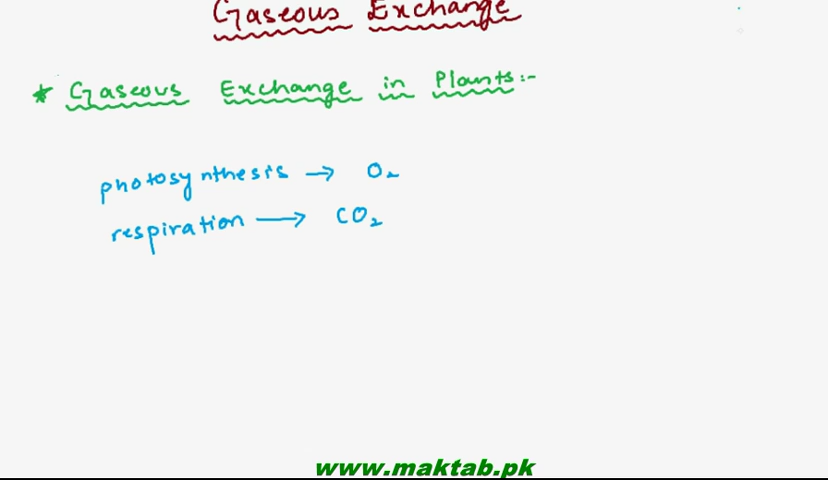 Gaseous Exchange
* Gaseous Exchange in Plants:-
photosynthesis → O₂
respiration → CO₂
www.maktab.pk